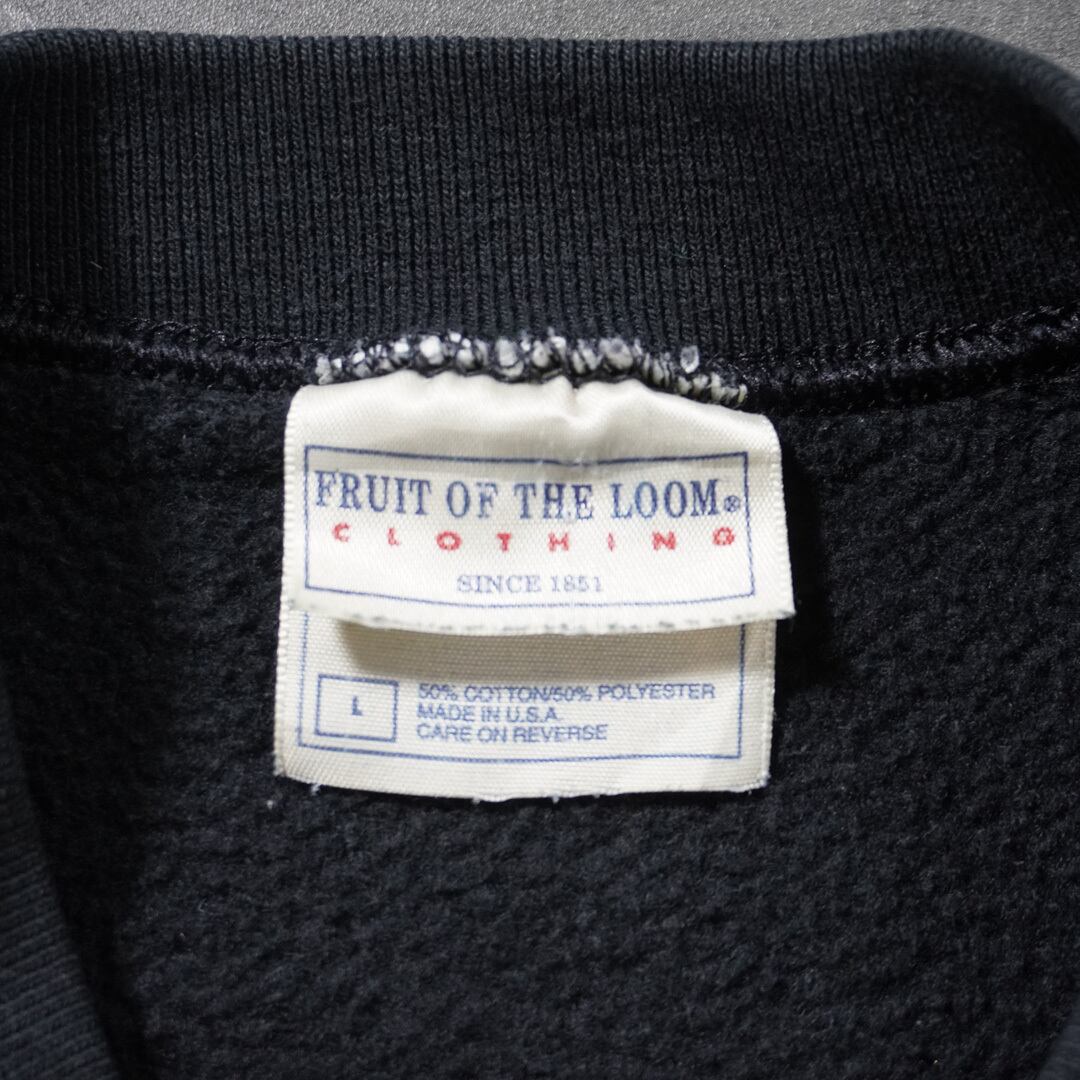 FRUIT OF THE LOOM®
CLOTHING
SINCE 1851
L
50% COTTON/50% POLYESTER
MADE IN U.S.A.
CARE ON REVERSE